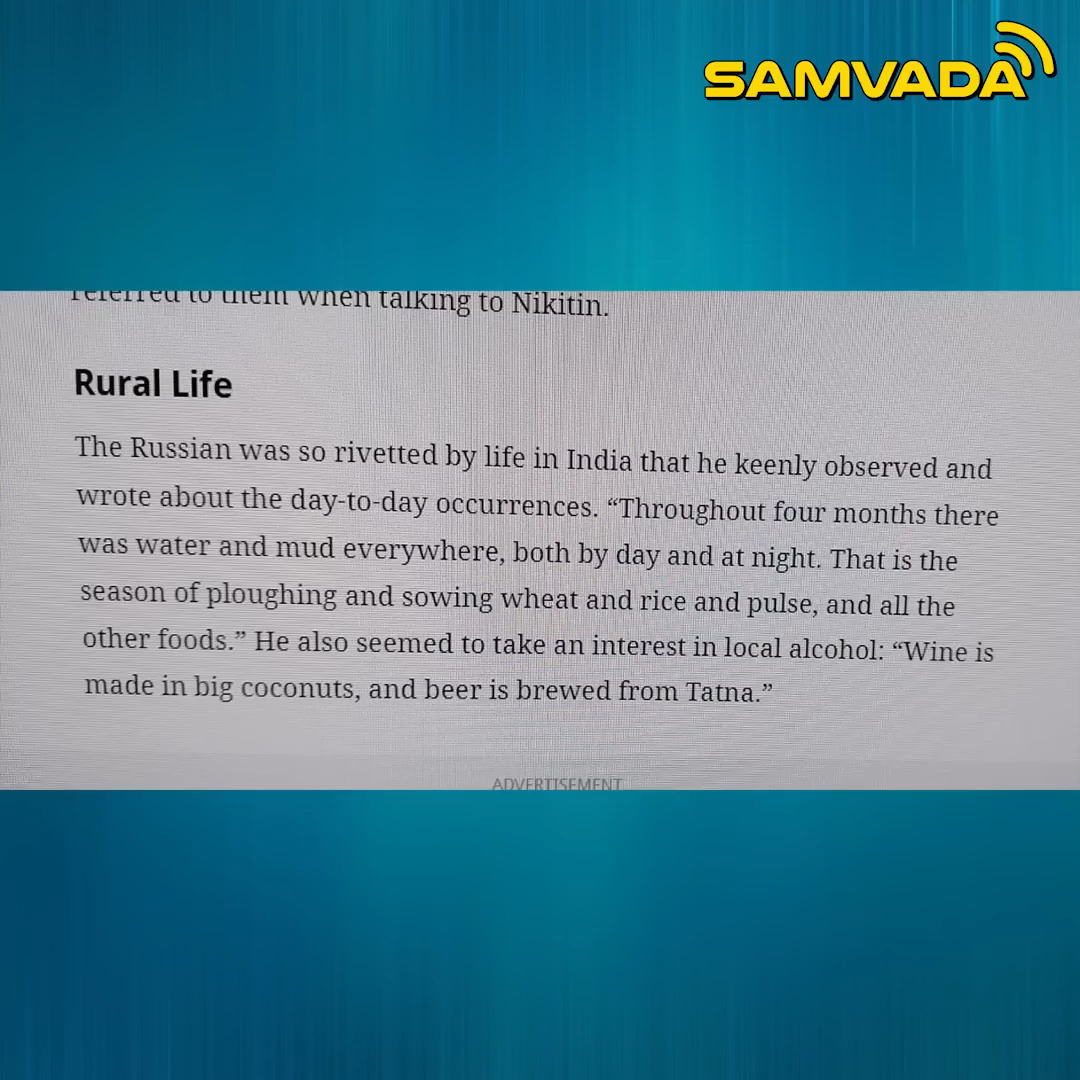 SAMVADA
referred to them when talking to Nikitin.
Rural Life
The Russian was so rivetted by life in India that he keenly observed and
wrote about the day-to-day occurrences. “Throughout four months there
was water and mud everywhere, both by day and at night. That is the
season of ploughing and sowing wheat and rice and pulse, and all the
other foods.” He also seemed to take an interest in local alcohol: “Wine is
made in big coconuts, and beer is brewed from Tatna.”
ADVERTISEMENT